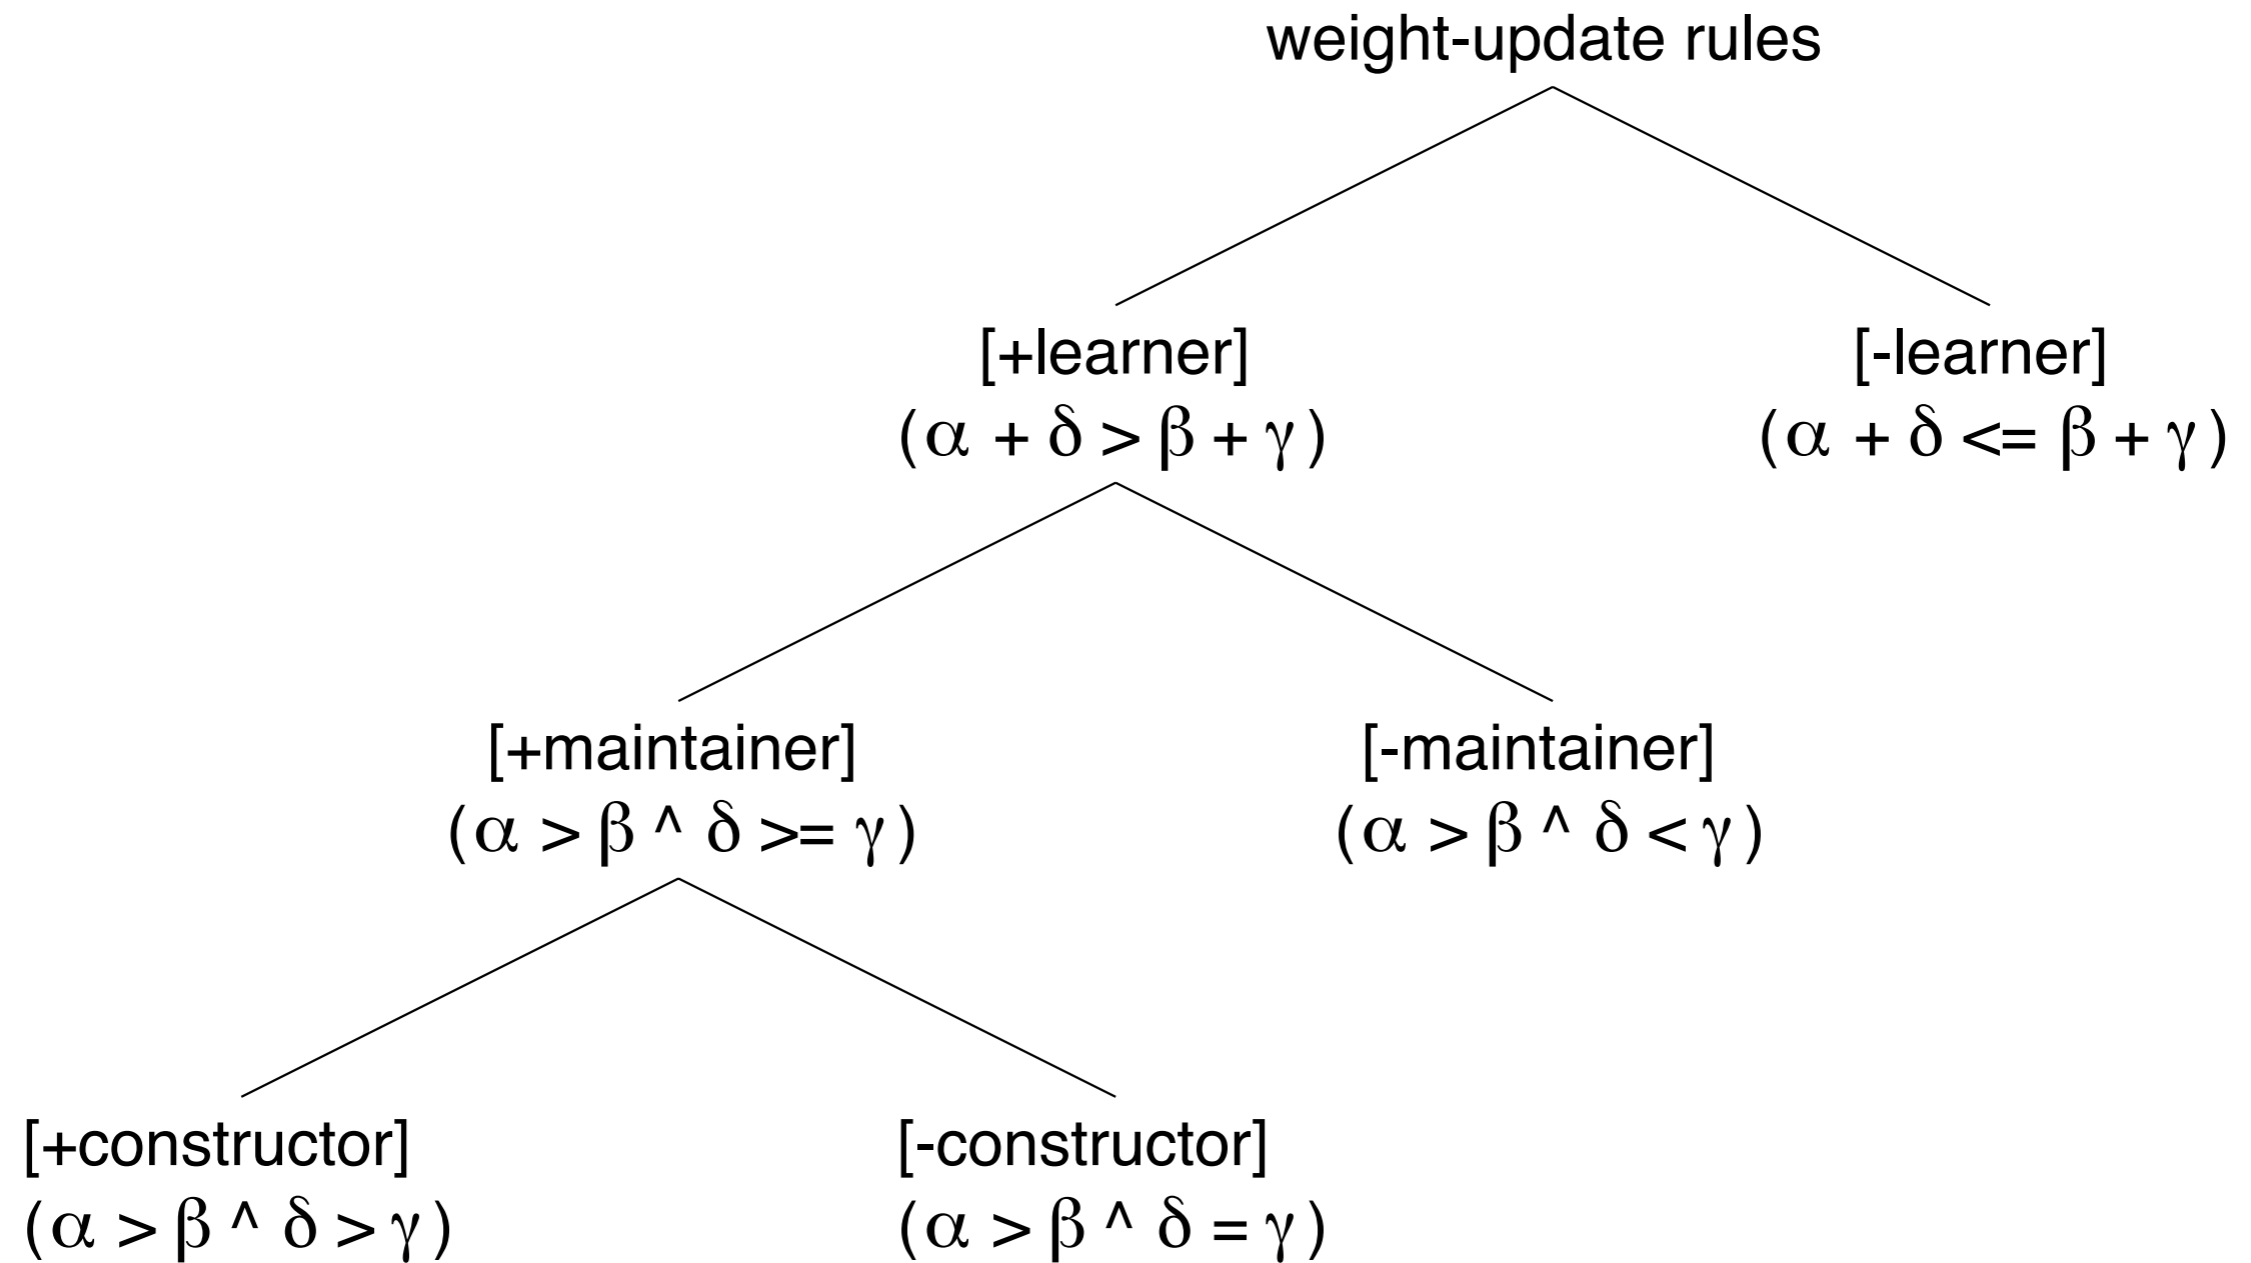 weight-update rules
[+learner]
(α + δ > β + γ)
[-learner]
(α + δ <= β + γ)
[+maintainer]
(α > β ^ δ >= γ)
[-maintainer]
(α > β ^ δ < γ)
[+constructor]
(α > β ^ δ > γ)
[-constructor]
(α > β ^ δ = γ)